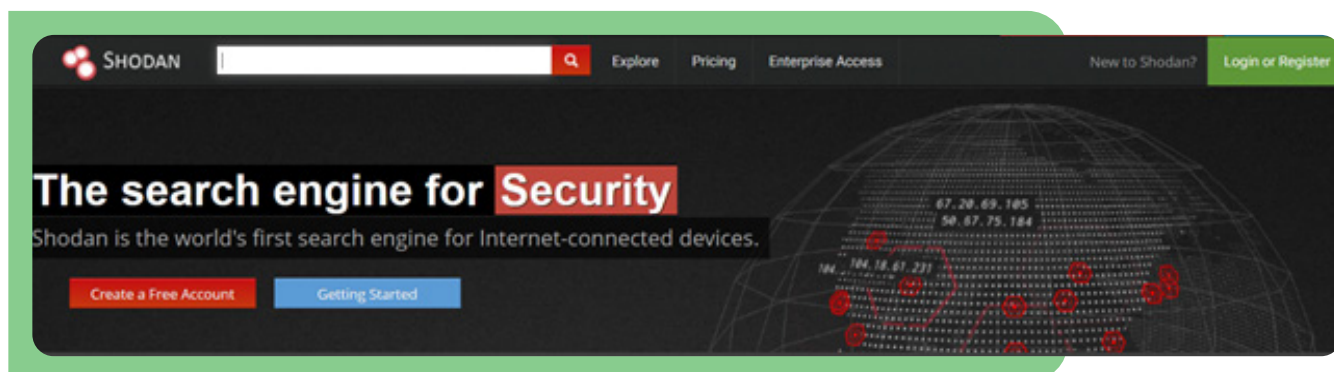 SHODAN Explore Pricing Enterprise Access New to Shodan? Login or Register
The search engine for Security
Shodan is the world's first search engine for Internet-connected devices.
67.20.69.105
50.67.75.184
104. 104.18.61.231
Create a Free Account Getting Started